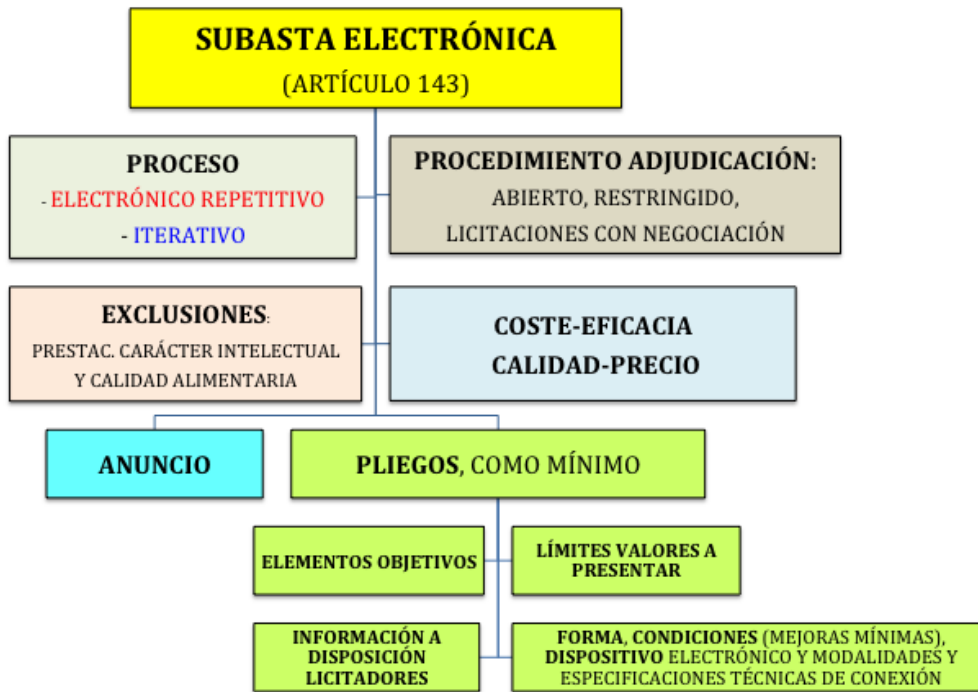 SUBASTA ELECTRÓNICA
(ARTÍCULO 143)
PROCESO
- ELECTRÓNICO REPETITIVO
- ITERATIVO
PROCEDIMIENTO ADJUDICACIÓN:
ABIERTO, RESTRINGIDO,
LICITACIONES CON NEGOCIACIÓN
EXCLUSIONES:
PRESTAC. CARÁCTER INTELECTUAL
Y CALIDAD ALIMENTARIA
COSTE-EFICACIA
CALIDAD-PRECIO
ANUNCIO
PLIEGOS, COMO MÍNIMO
ELEMENTOS OBJETIVOS
LÍMITES VALORES A
PRESENTAR
INFORMACIÓN A
DISPOSICIÓN
LICITADORES
FORMA, CONDICIONES (MEJORAS MÍNIMAS),
DISPOSITIVO ELECTRÓNICO Y MODALIDADES Y
ESPECIFICACIONES TÉCNICAS DE CONEXIÓN